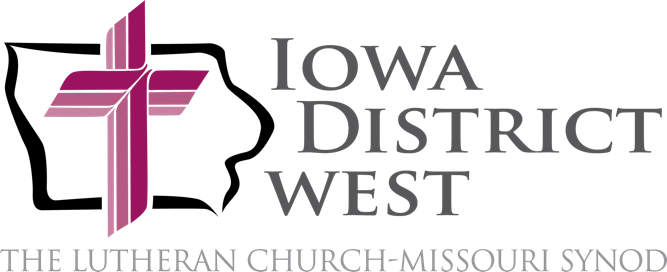 IOWA
DISTRICT
WEST
THE LUTHERAN CHURCH-MISSOURI SYNOD